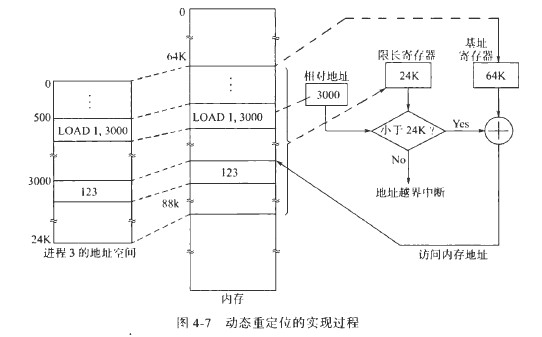 0
64K
0
⋮
500
LOAD 1, 3000
3000
123
24K
进程 3 的地址空间
⋮
LOAD 1, 3000
123
88k
内存
相对地址
3000
限长寄存器
24K
基址
寄存器
64K
小于 24K ?
Yes
No
地址越界中断
访问内存地址
图 4-7 动态重定位的实现过程